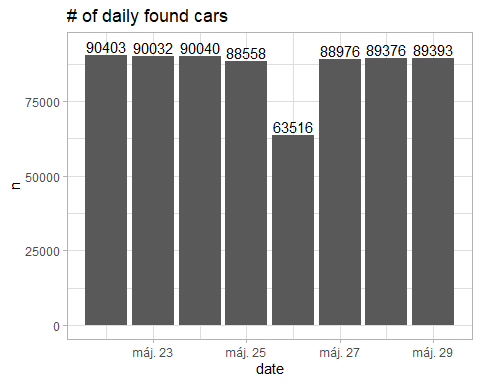 # of daily found cars
90403 90032 90040 88558 63516 88976 89376 89393
75000
50000
25000
0
n
máj. 23 máj. 25 máj. 27 máj. 29
date